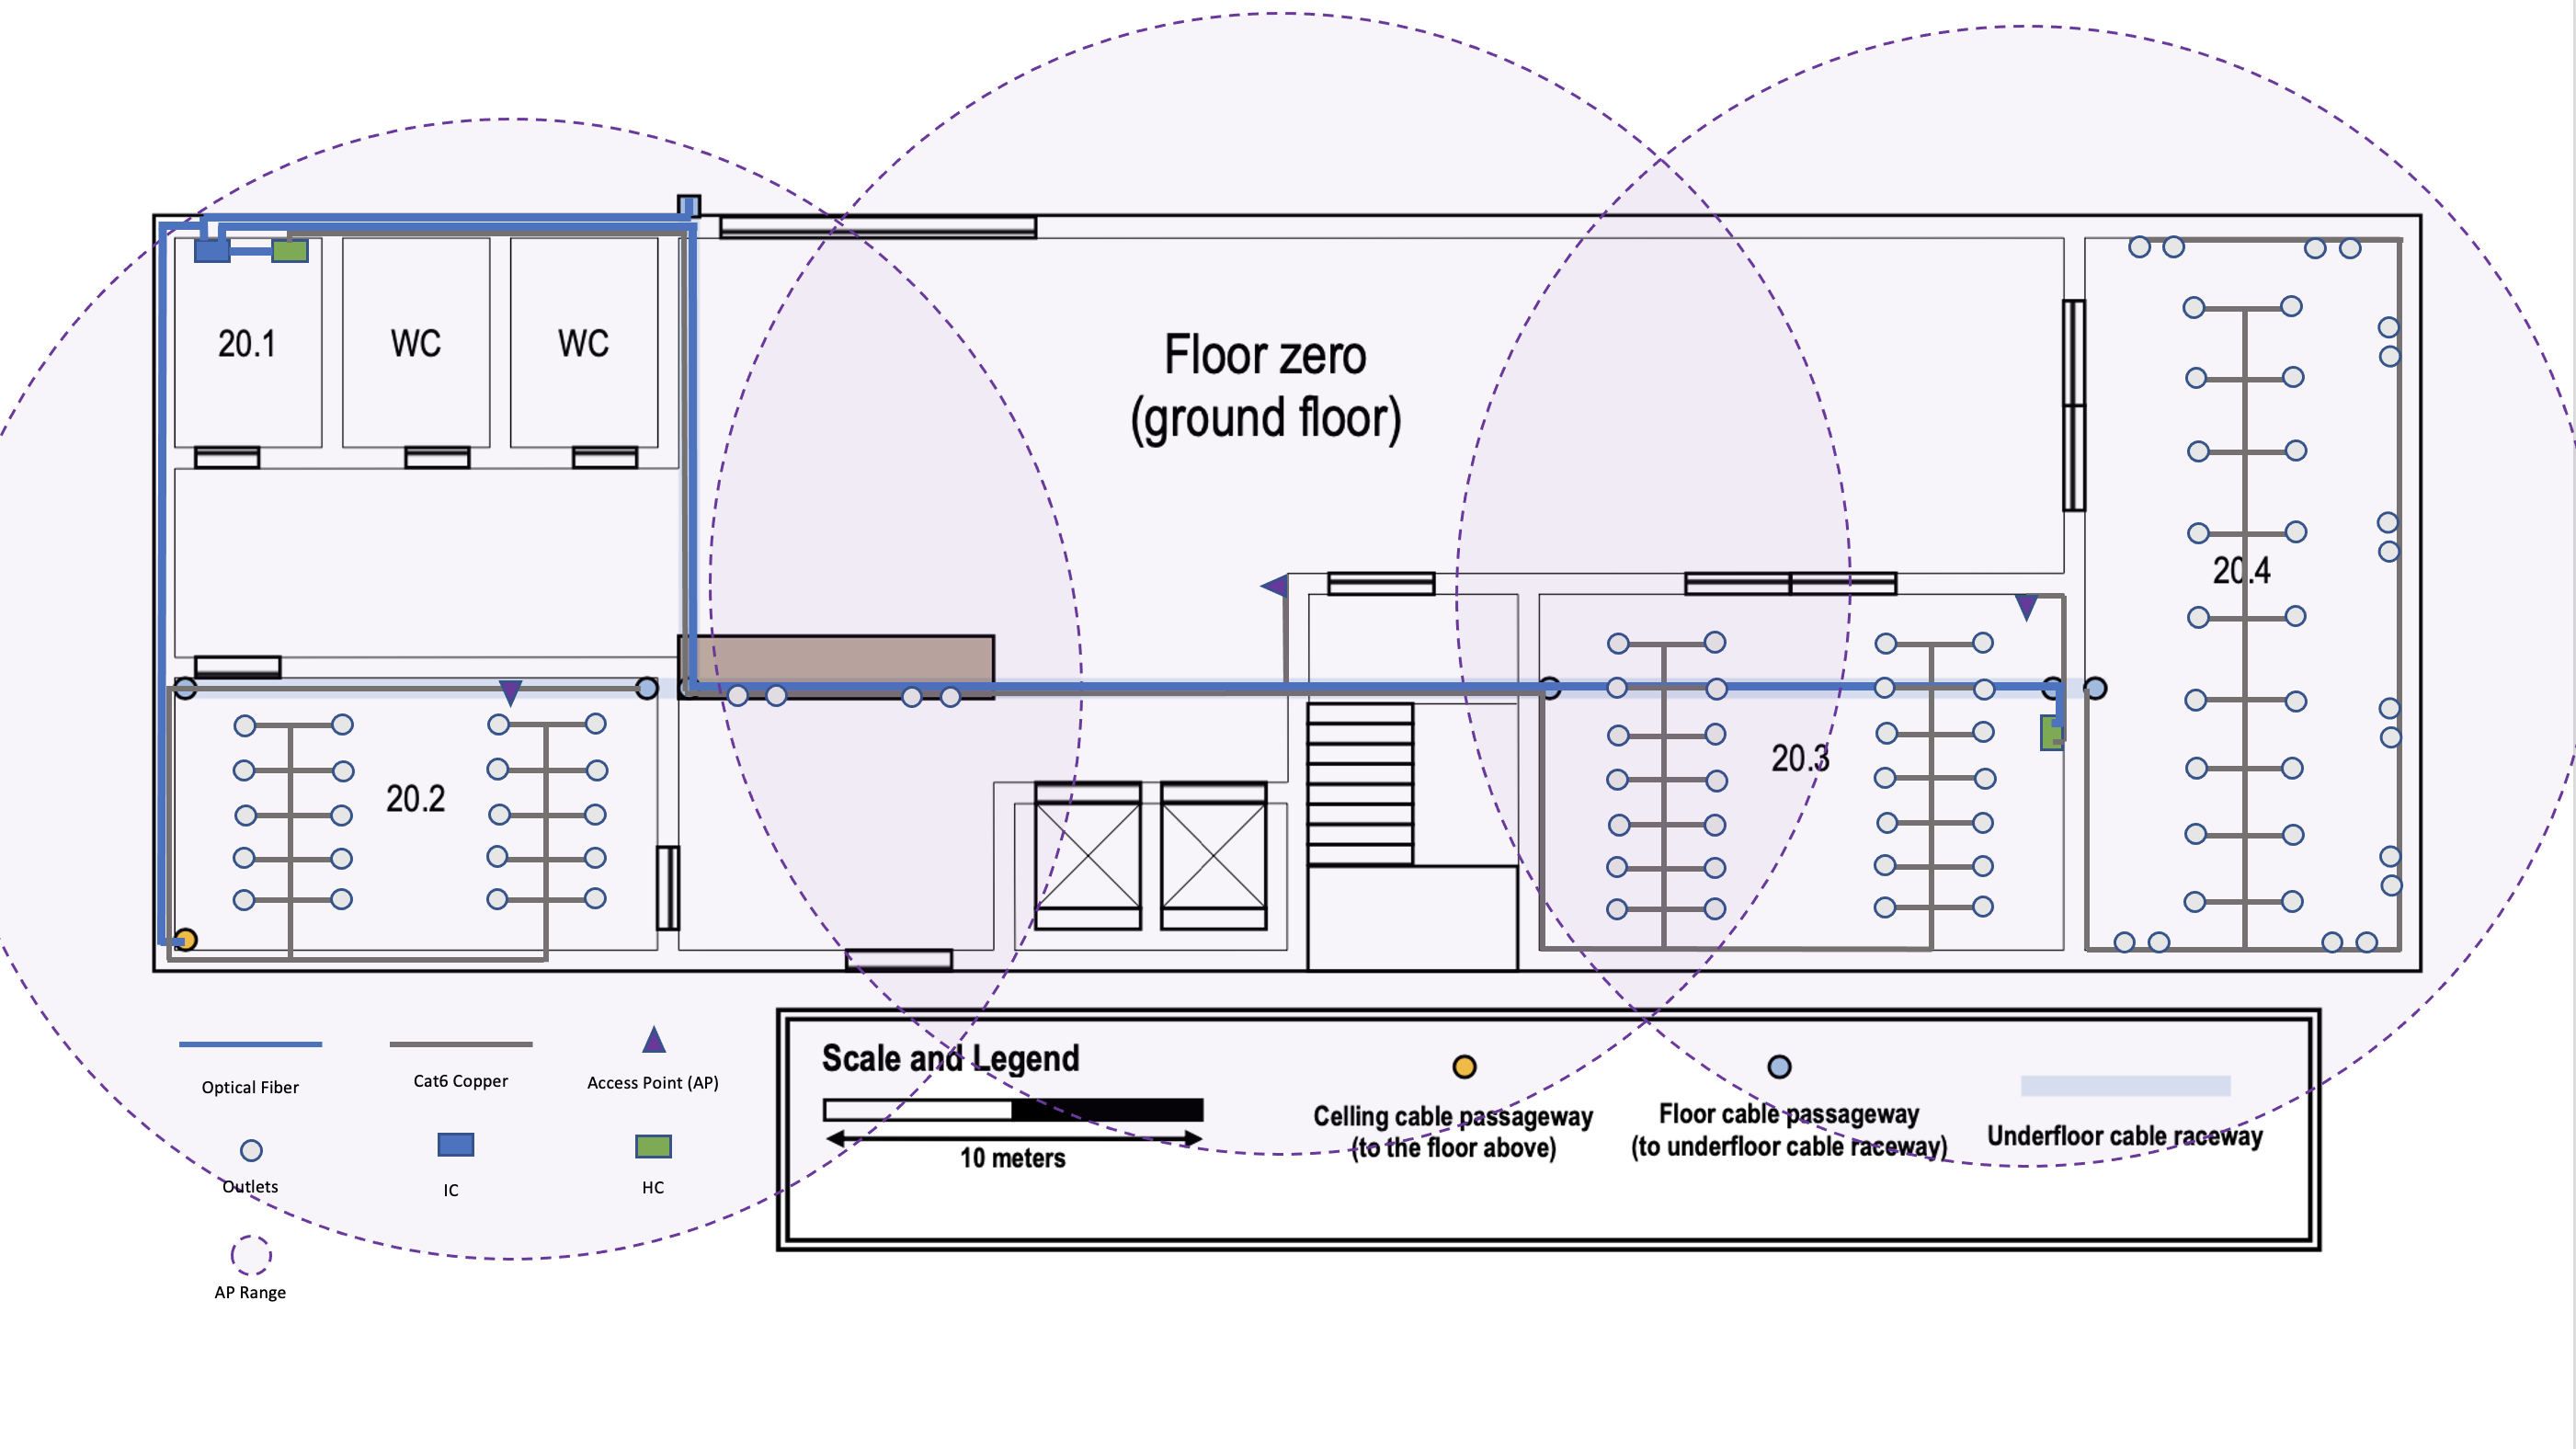 20.1
WC
WC
Floor zero
(ground floor)
20.4
20.3
20.2
Optical Fiber
Cat6 Copper
Access Point (AP)
Outlets
IC
HC
AP Range
Scale and Legend
10 meters
Celling cable passageway
(to the floor above)
Floor cable passageway
(to underfloor cable raceway)
Underfloor cable raceway